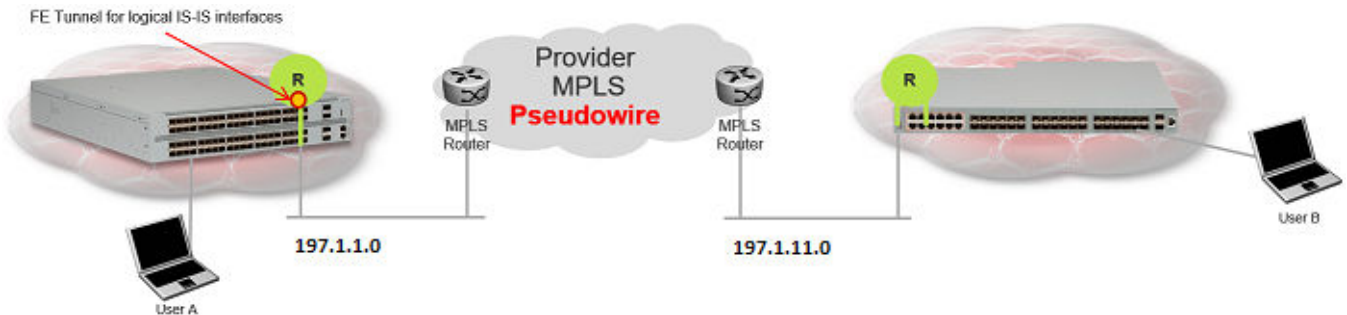 FE Tunnel for logical IS-IS interfaces
R
Provider
MPLS
Pseudowire
R
MPLS
Router
MPLS
Router
197.1.1.0
197.1.11.0
User A
User B